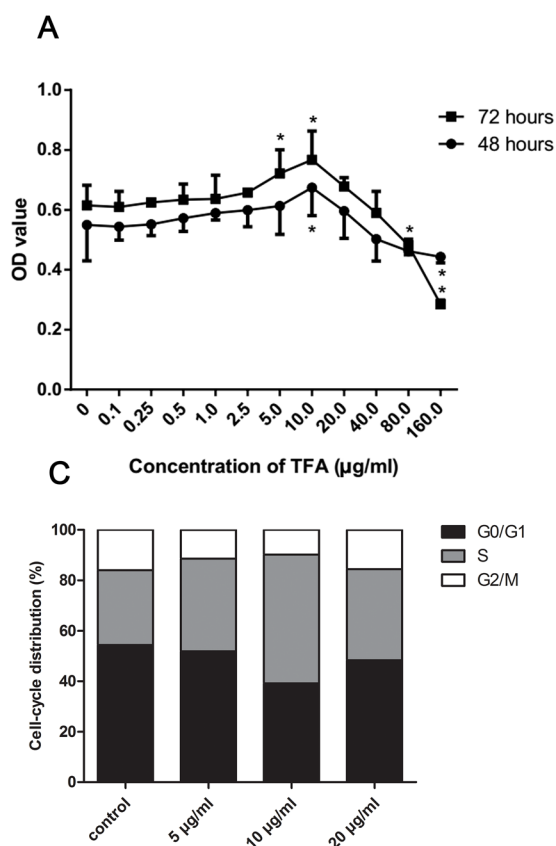 A
1.0
0.8
0.6
0.4
0.2
0.0
OD value
* *
*
*
*
*
72 hours
48 hours
0 0.1 0.25 0.5 1.0 2.5 5.0 10.0 20.0 40.0 80.0 160.0
Concentration of TFA (µg/ml)
C
100
80
60
40
20
0
Cell-cycle distribution (%)
G0/G1
S
G2/M
control 5 µg/ml 10 µg/ml 20 µg/ml